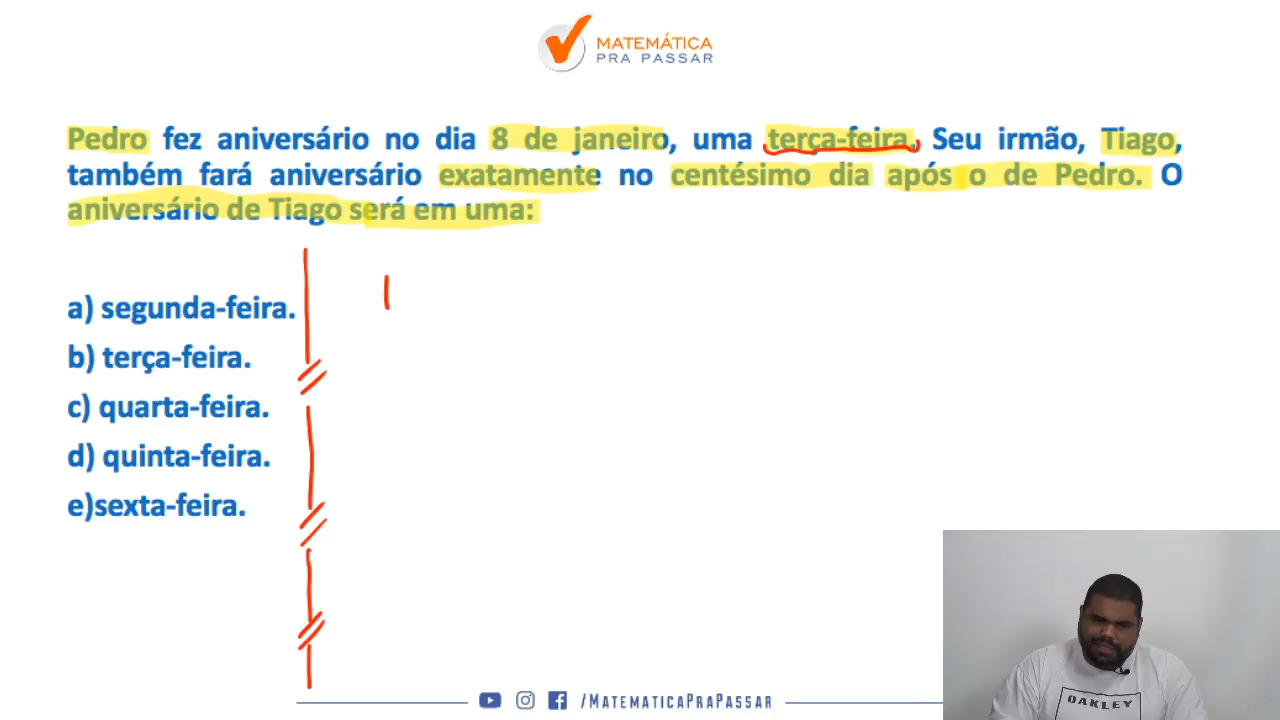 MATEMÁTICA
PRA PASSAR
Pedro fez aniversário no dia 8 de janeiro, uma terça-feira. Seu irmão, Tiago,
também fará aniversário exatamente no centésimo dia após o de Pedro. O
aniversário de Tiago será em uma:
a) segunda-feira.
b) terça-feira.
c) quarta-feira.
d) quinta-feira.
e)sexta-feira.
/MATEMATICAPRAPASSAR
OAKLEY